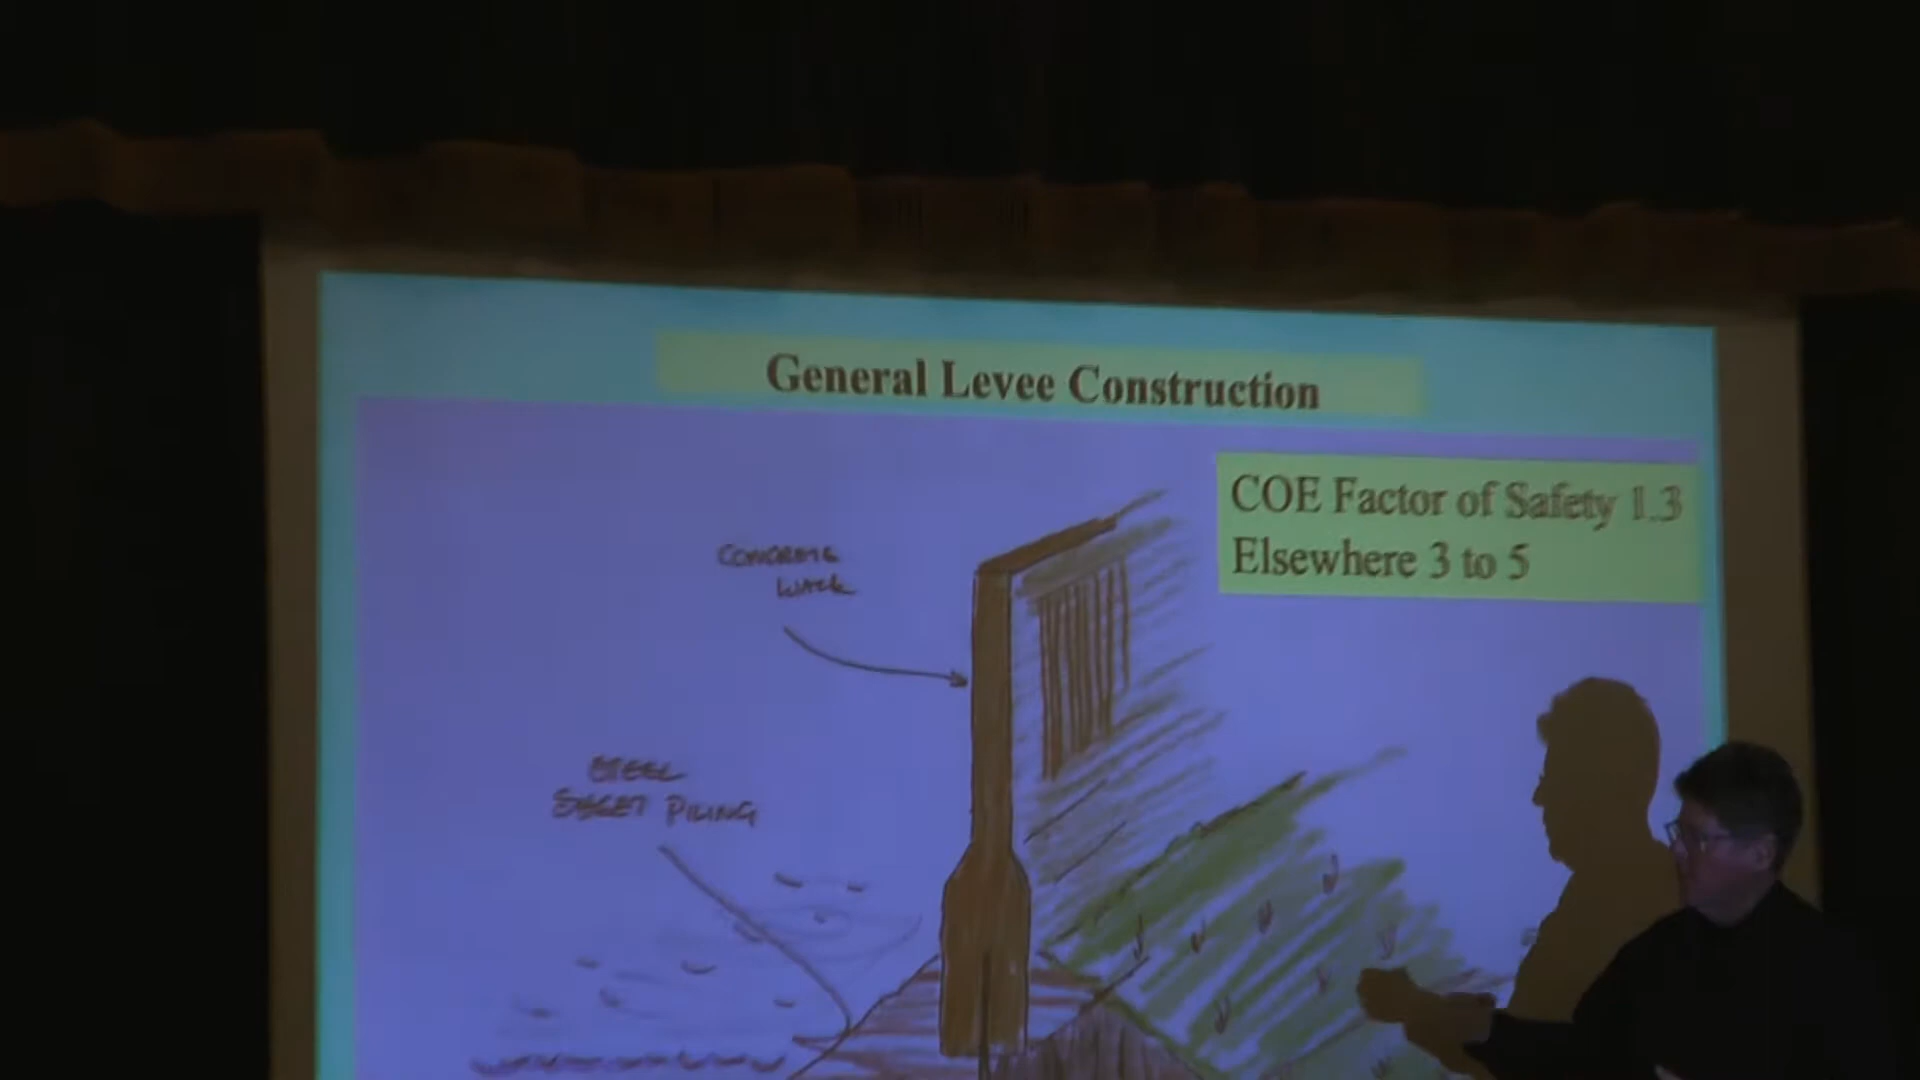 General Levee Construction
COE Factor of Safety 1.3
Elsewhere 3 to 5
CONCRETE
WALL
STEEL
SHEET PILING